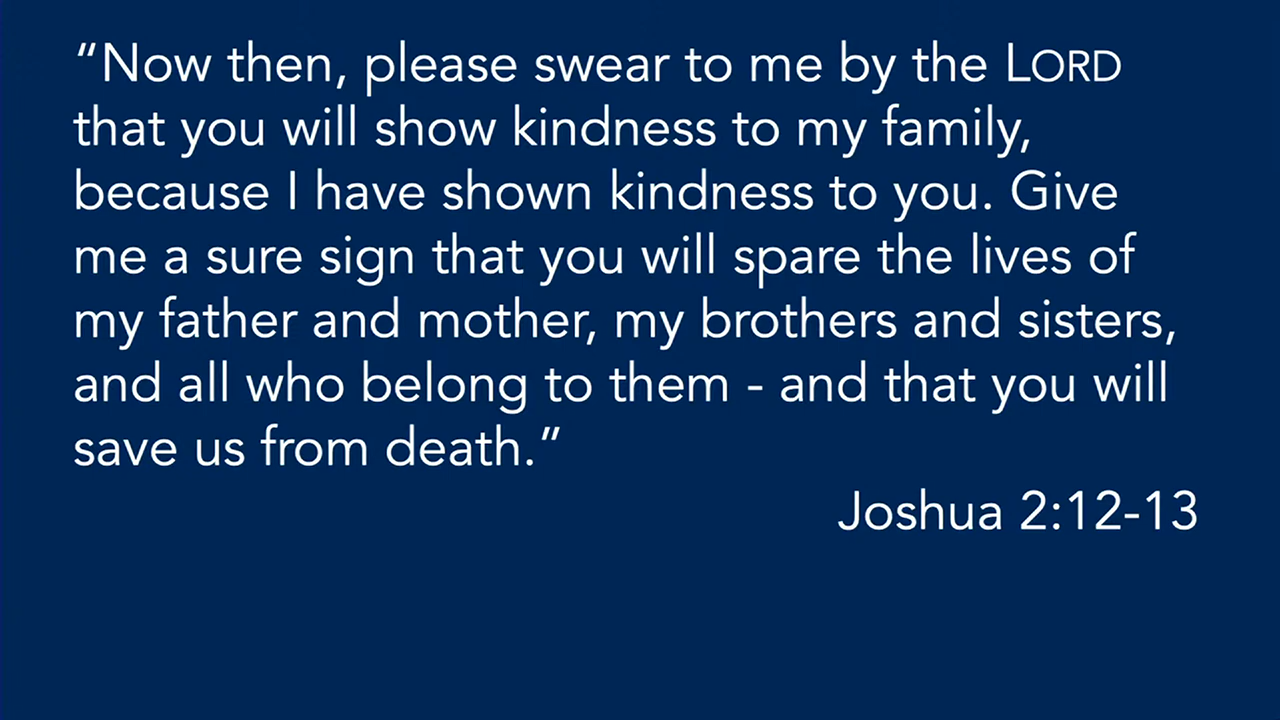 “Now then, please swear to me by the LORD
that you will show kindness to my family,
because I have shown kindness to you. Give
me a sure sign that you will spare the lives of
my father and mother, my brothers and sisters,
and all who belong to them - and that you will
save us from death.”
Joshua 2:12-13